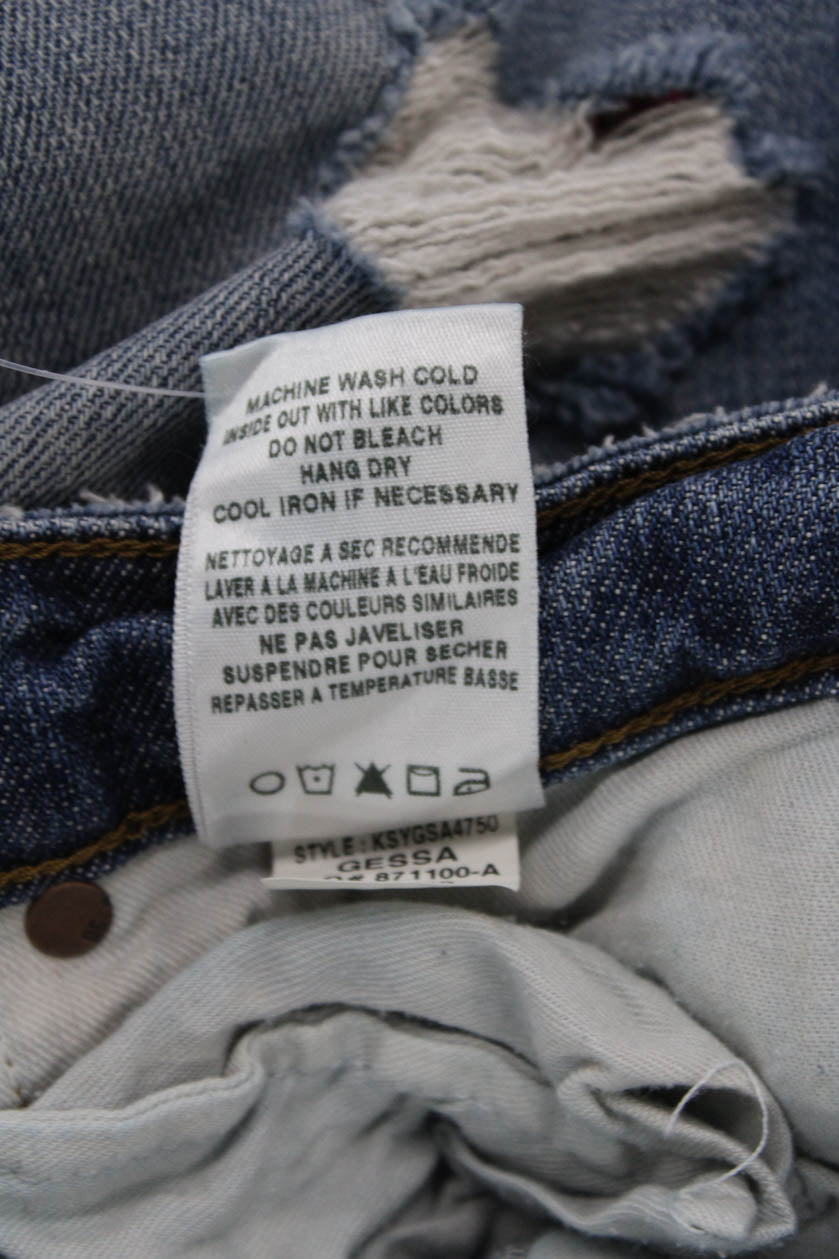 MACHINE WASH COLD
INSIDE OUT WITH LIKE COLORS
DO NOT BLEACH
HANG DRY
COOL IRON IF NECESSARY
NETTOYAGE A SEC RECOMMENDE
LAVER A LA MACHINE A L'EAU FROIDE
AVEC DES COULEURS SIMILAIRES
NE PAS JAVELISER
SUSPENDRE POUR SECHER
REPASSER A TEMPERATURE BASSE
STYLE : KSYGSA4750
GESSA
871100-A